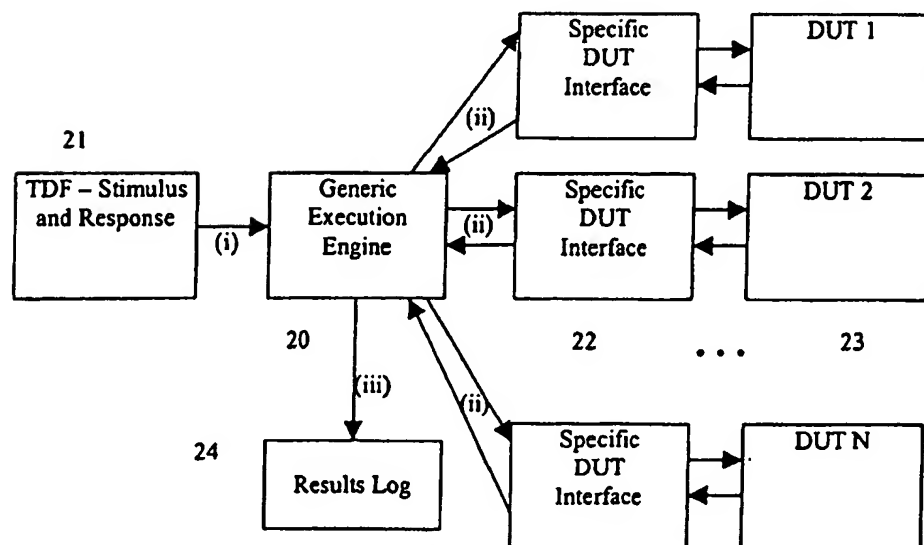 Specific
DUT
Interface
DUT 1
(ii)
21
TDF – Stimulus
and Response
(i)
Generic
Execution
Engine
(ii)
Specific
DUT
Interface
DUT 2
20
22
...
23
(iii)
(ii)
24
Results Log
Specific
DUT
Interface
DUT N